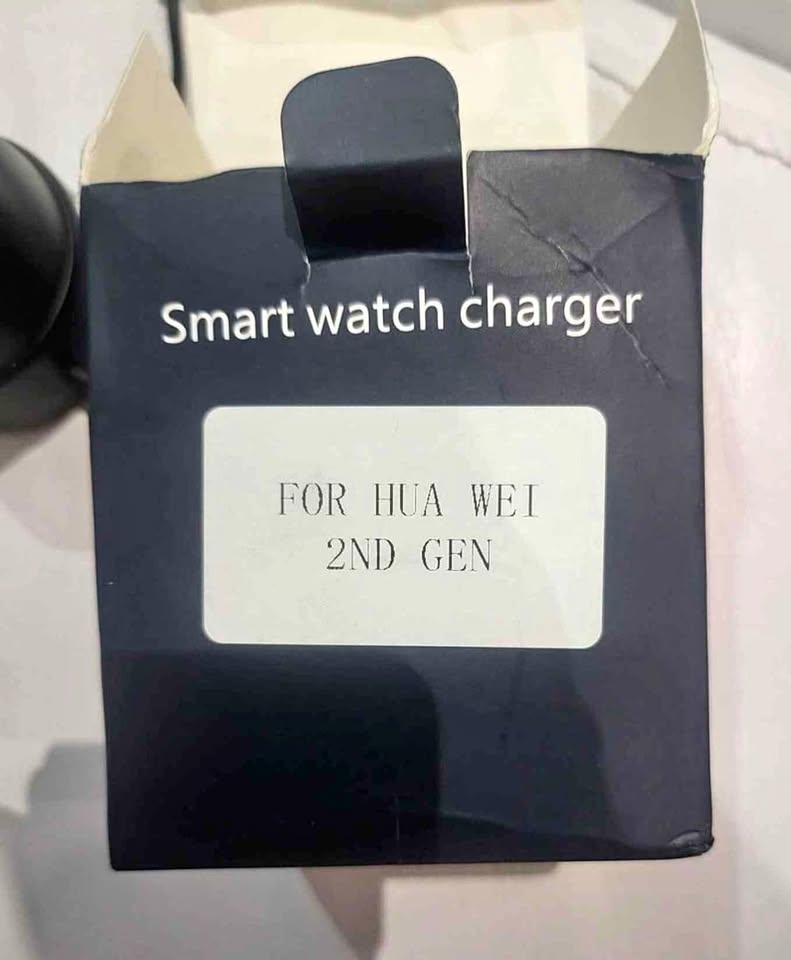 Smart watch charger
FOR HUA WEI
2ND GEN